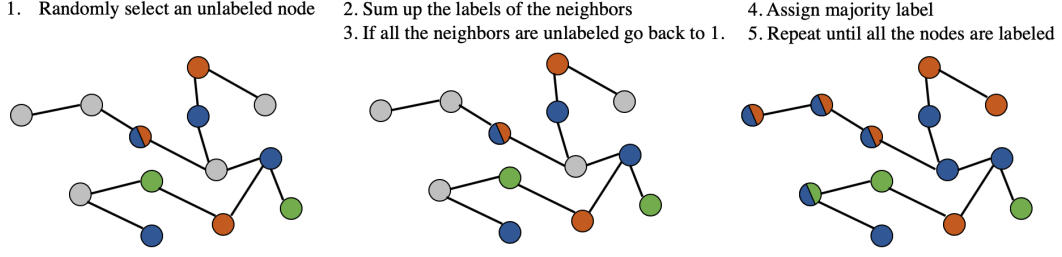 1. Randomly select an unlabeled node
2. Sum up the labels of the neighbors
3. If all the neighbors are unlabeled go back to 1.
4. Assign majority label
5. Repeat until all the nodes are labeled